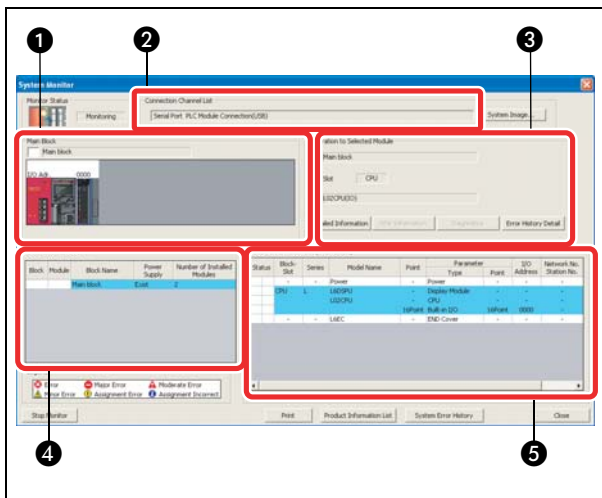 1
2
3
System Monitor
Monitor Status
Monitoring
Connection Channel List
Serial Port PLC Module Connection(USB)
System Image...
Main Block
Main block
I/O Adr. 0000
ation to Selected Module
Main block
Slot CPU
L02CPU(IO)
ailed Information
Diagnostics
Error History Detail
Block Module Block Name Power Supply Number of Installed Modules
Main block Exist 2
Status Block-Slot Series Model Name Point Parameter Type Point I/O Address Network No. Station No.
- - Power - Power - - -
CPU L L6DSPU - Display Module - - -
L02CPU - CPU - - -
16Point Built-in I/O 16Point 0000 -
- - L6EC - END Cover - - -
Error Major Error Moderate Error
Minor Error Assignment Error Assignment Incorrect
Stop Monitor
Print
Product Information List
System Error History
Close
4
5